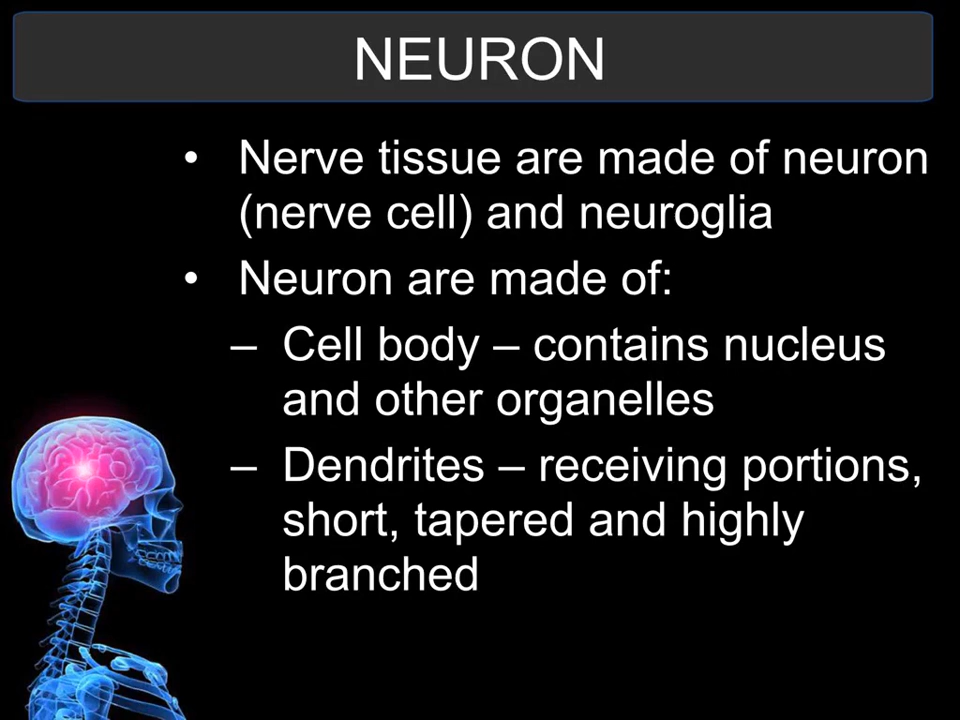 NEURON
• Nerve tissue are made of neuron
(nerve cell) and neuroglia
• Neuron are made of:
– Cell body – contains nucleus
and other organelles
– Dendrites – receiving portions,
short, tapered and highly
branched